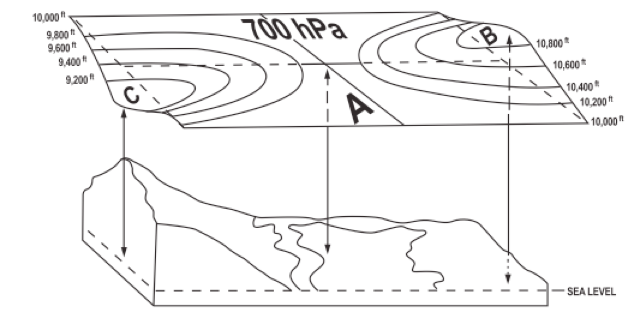 10,000 ft
9,800 ft
9,600 ft
9,400 ft
9,200 ft
700 hPa
A
B
C
10,800 ft
10,600 ft
10,400 ft
10,200 ft
10,000 ft
SEA LEVEL